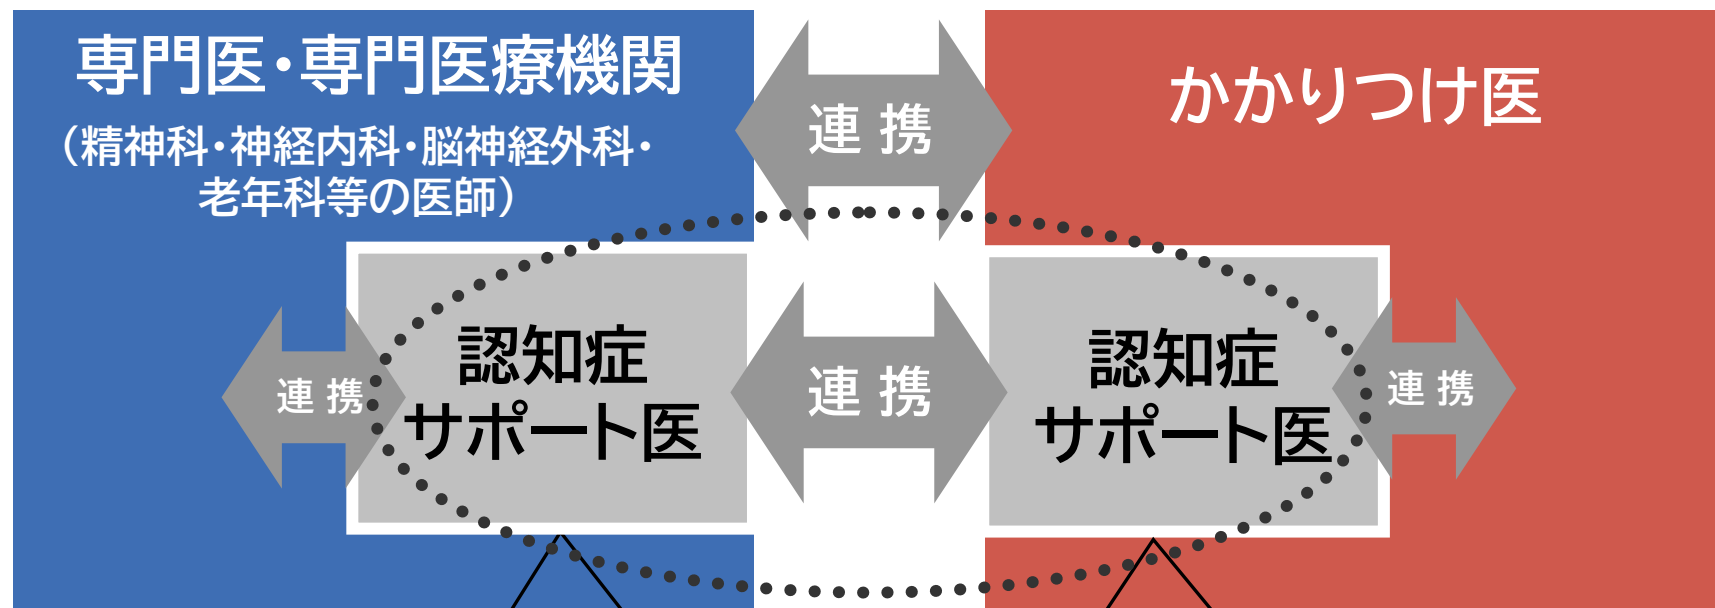 専門医・専門医療機関
（精神科・神経内科・脳神経外科・
老年科等の医師）
連携
かかりつけ医
連携
認知症
サポート医
連携
認知症
サポート医
連携